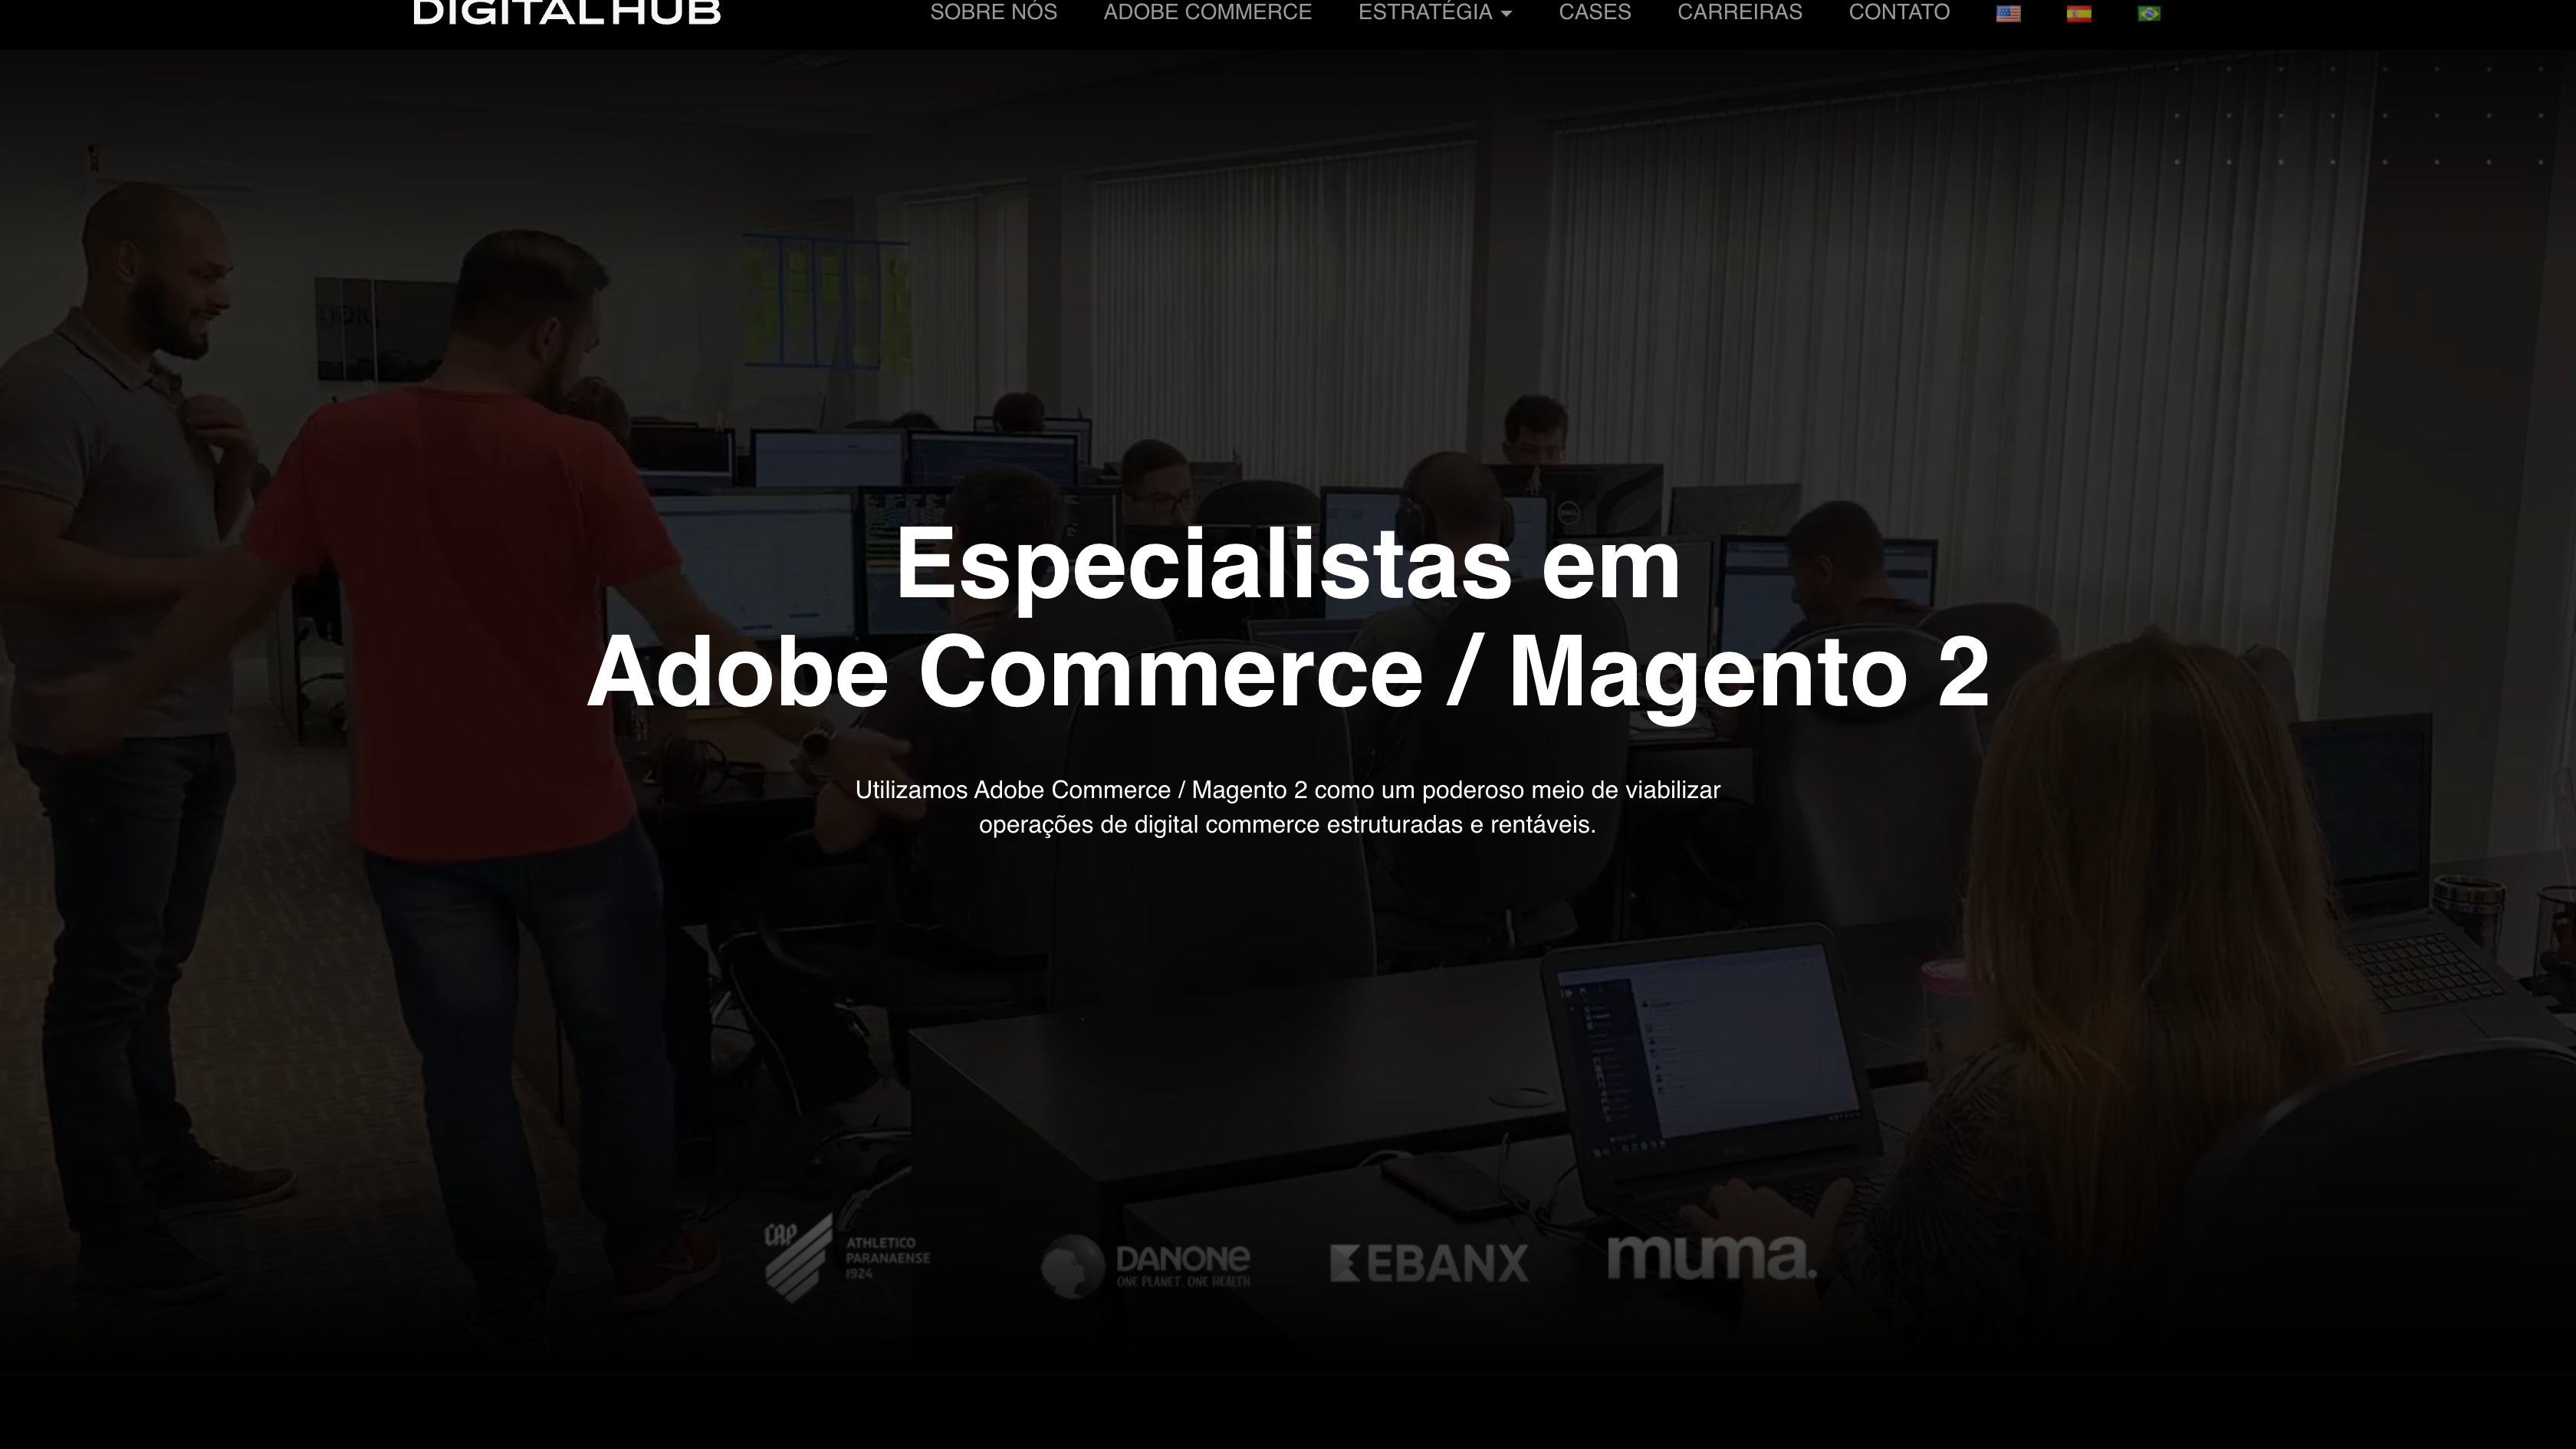 DIGITALHUB
SOBRE NÓS
ADOBE COMMERCE
ESTRATÉGIA
CASES
CARREIRAS
CONTATO
Especialistas em
Adobe Commerce / Magento 2
Utilizamos Adobe Commerce / Magento 2 como um poderoso meio de viabilizar
operações de digital commerce estruturadas e rentáveis.
CAP
ATHLETICO
PARANAENSE
1924
DANONE
ONE PLANET. ONE HEALTH
EBANX
muma.
DELL